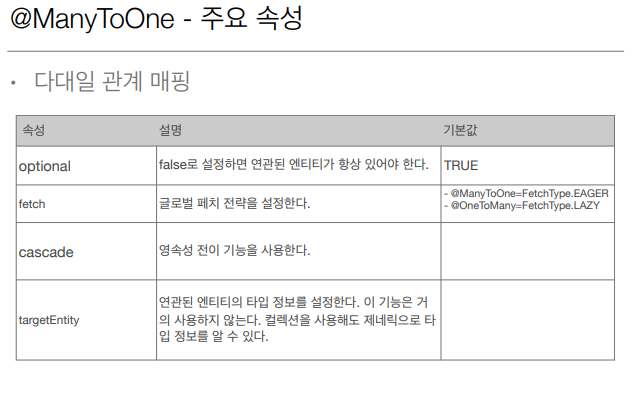 @ManyToOne - 주요 속성
• 다대일 관계 매핑
속성 설명 기본값
optional false로 설정하면 연관된 엔티티가 항상 있어야 한다. TRUE
fetch 글로벌 페치 전략을 설정한다. - @ManyToOne=FetchType.EAGER
- @OneToMany=FetchType.LAZY
cascade 영속성 전이 기능을 사용한다.
targetEntity 연관된 엔티티의 타입 정보를 설정한다. 이 기능은 거
의 사용하지 않는다. 컬렉션을 사용해도 제네릭으로 타
입 정보를 알 수 있다.